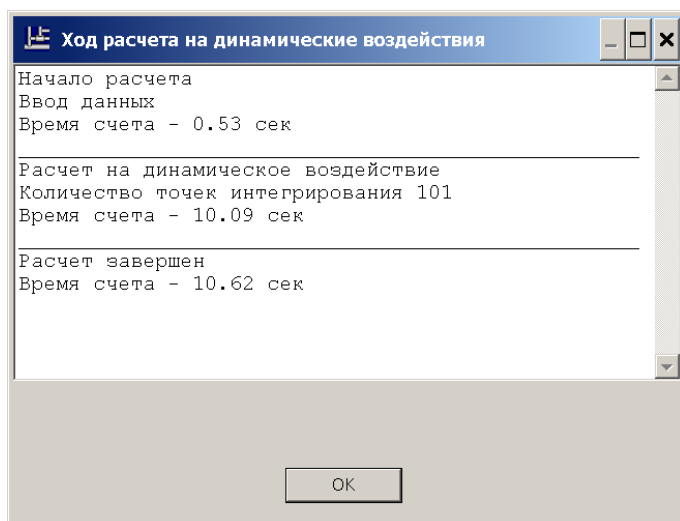 Ход расчета на динамические воздействия
Начало расчета
Ввод данных
Время счета - 0.53 сек
Расчет на динамическое воздействие
Количество точек интегрирования 101
Время счета - 10.09 сек
Расчет завершен
Время счета - 10.62 сек
OK